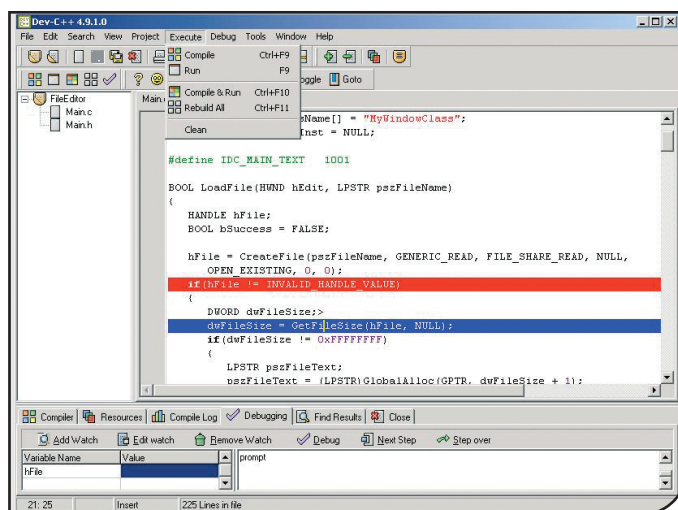 Dev-C++ 4.9.1.0
File Edit Search View Project Execute Debug Tools Window Help
Compile Ctrl+F9
Run F9
Compile & Run Ctrl+F10
Rebuild All Ctrl+F11
Clean
oggle Goto
FileEditor
Main.c
Main.h
Main.
sName[] = "MyWindowClass";
Inst = NULL;
#define IDC_MAIN_TEXT 1001
BOOL LoadFile(HWND hEdit, LPSTR pszFileName)
{
HANDLE hFile;
BOOL bSuccess = FALSE;
hFile = CreateFile(pszFileName, GENERIC_READ, FILE_SHARE_READ, NULL,
OPEN_EXISTING, 0, 0);
if(hFile != INVALID_HANDLE_VALUE)
{
DWORD dwFileSize;>
dwFileSize = GetFileSize(hFile, NULL);
if(dwFileSize != 0xFFFFFFFF)
{
LPSTR pszFileText;
pszFileText = (LPSTR)GlobalAlloc(GPTR, dwFileSize + 1);
Compiler Resources Compile Log Debugging Find Results Close
Add Watch Edit watch Remove Watch Debug Next Step Step over
Variable Name Value
hFile
prompt
21: 25 Insert 225 Lines in file